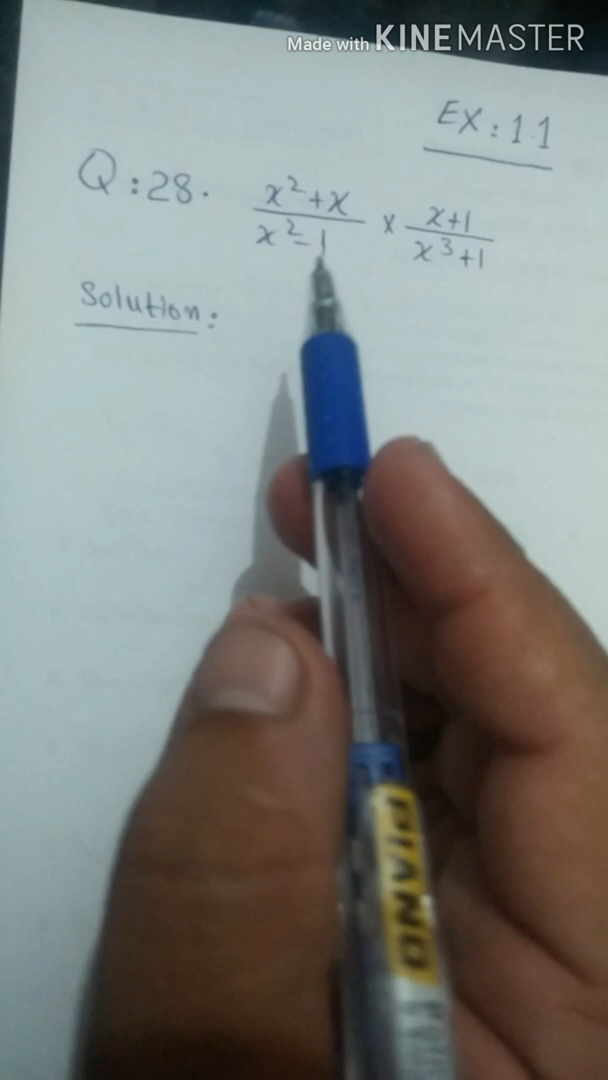 Made with KINEMASTER
EX: 1.1
Q:28. x²+x/x²-1 x x+1/x³+1
Solution:
PIANO